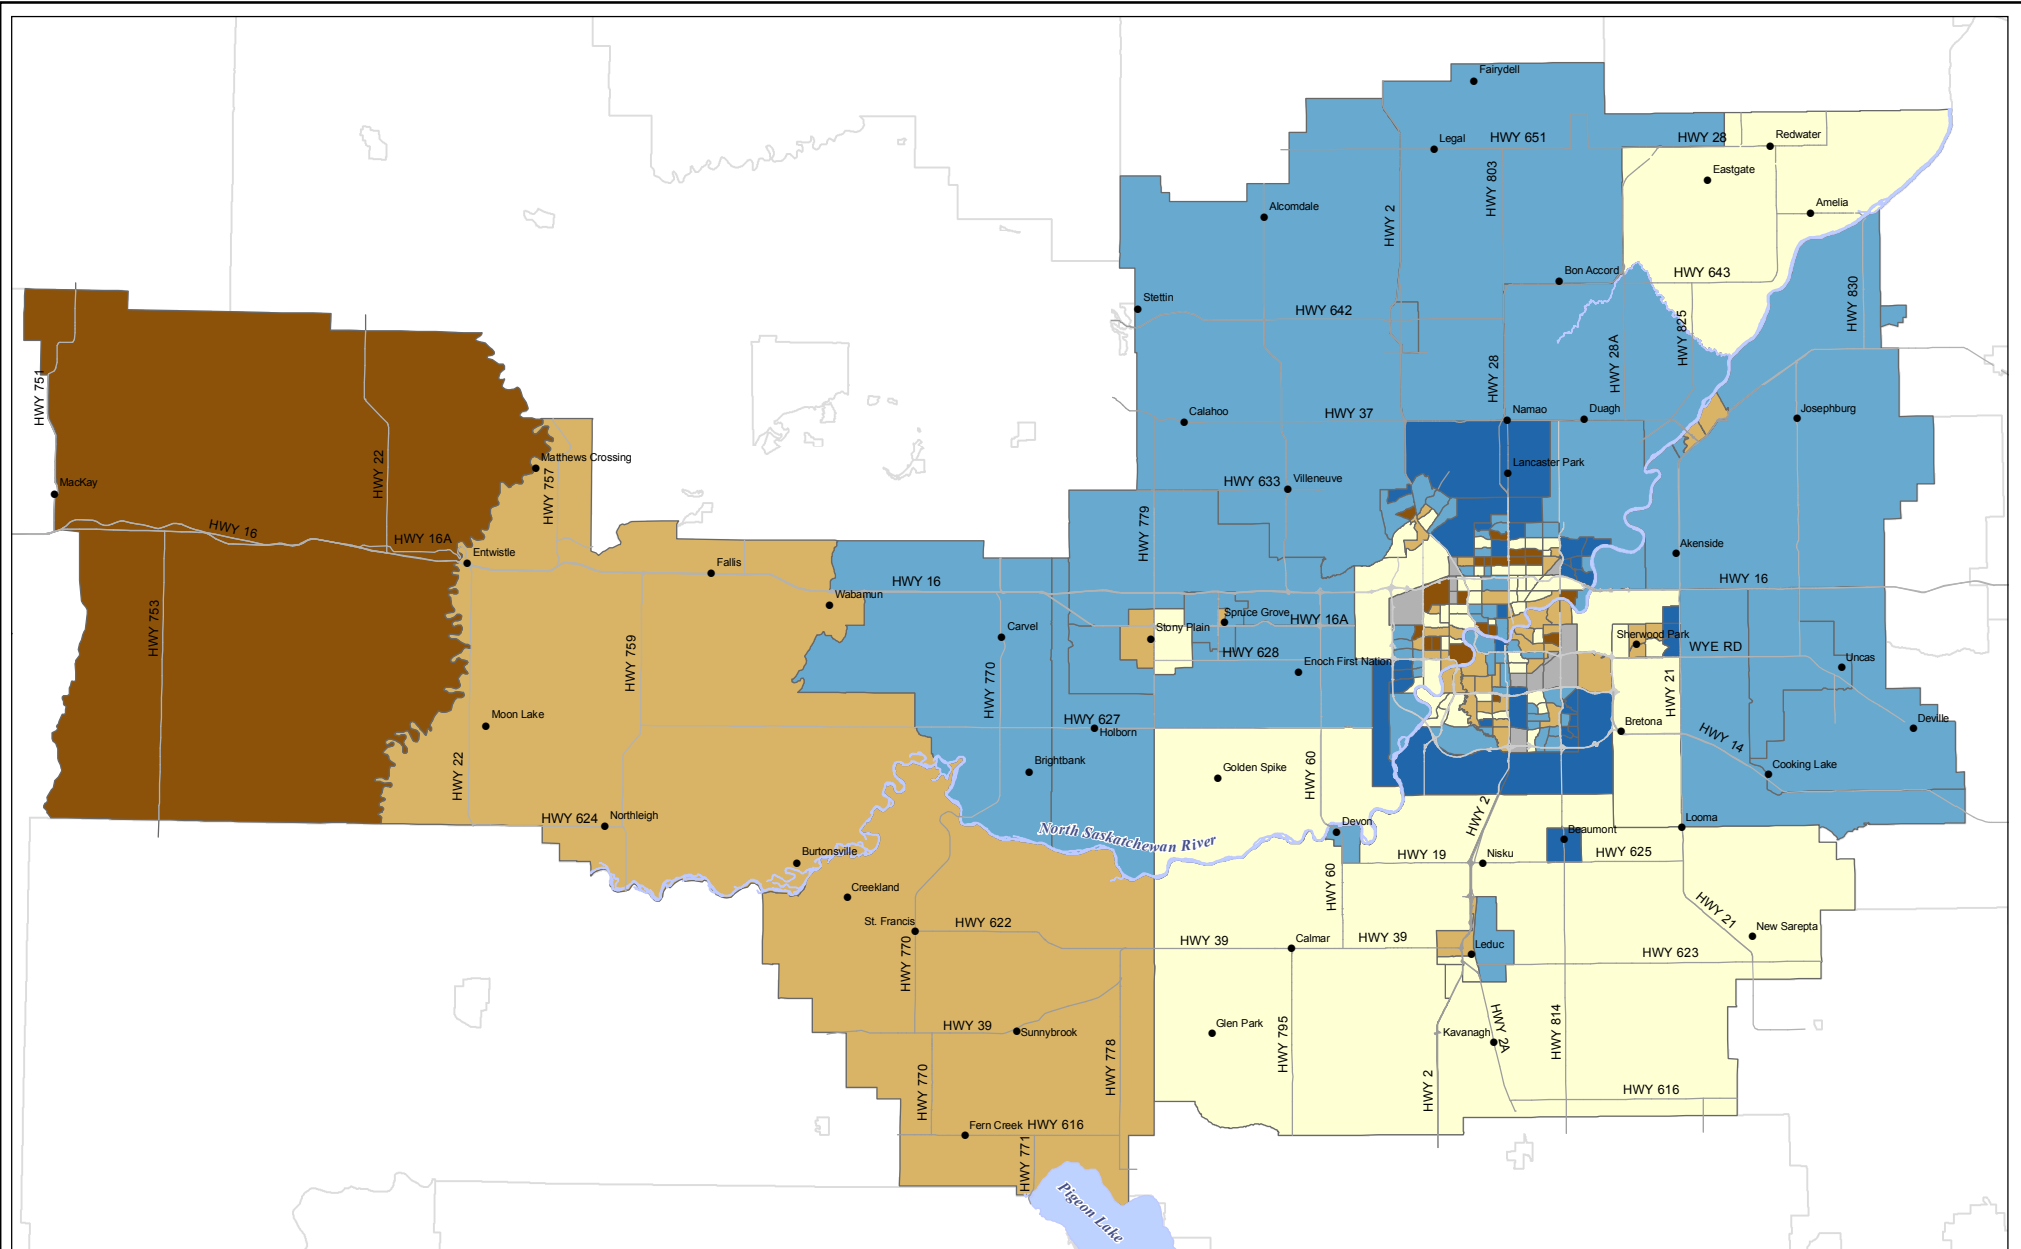 Fairydell
Legal
HWY 651
HWY 28
Redwater
Eastgate
HWY 803
Alcomdale
HWY 2
Amelia
Bon Accord
HWY 643
Stettin
HWY 642
HWY 830
HWY 825
HWY 28A
HWY 28
HWY 751
Calahoo
HWY 37
Namao
Duagh
Josephburg
Matthews Crossing
HWY 22
HWY 757
MacKay
Lancaster Park
HWY 633
Villeneuve
HWY 779
HWY 16
HWY 16A
Entwistle
Fallis
Akenside
HWY 16
HWY 16
Wabamun
HWY 753
HWY 759
Carvel
Stony Plain
Spruce Grove
HWY 16A
HWY 628
Enoch First Nation
Sherwood Park
WYE RD
Uncas
HWY 770
HWY 21
Moon Lake
HWY 627
Holborn
Bretona
HWY 14
Deville
HWY 22
Brightbank
Golden Spike
HWY 60
Cooking Lake
HWY 624
Northleigh
North Saskatchewan River
Devon
HWY 2
Beaumont
Looma
Burtonsville
HWY 19
Nisku
HWY 625
Creekland
HWY 60
St. Francis
HWY 622
HWY 21
New Sarepta
HWY 39
Calmar
HWY 39
Leduc
HWY 623
HWY 770
HWY 39
Sunnybrook
Glen Park
HWY 795
Kavanagh
HWY 2A
HWY 814
HWY 778
HWY 770
HWY 2
HWY 616
Fern Creek
HWY 616
HWY 771
Pigeon Lake